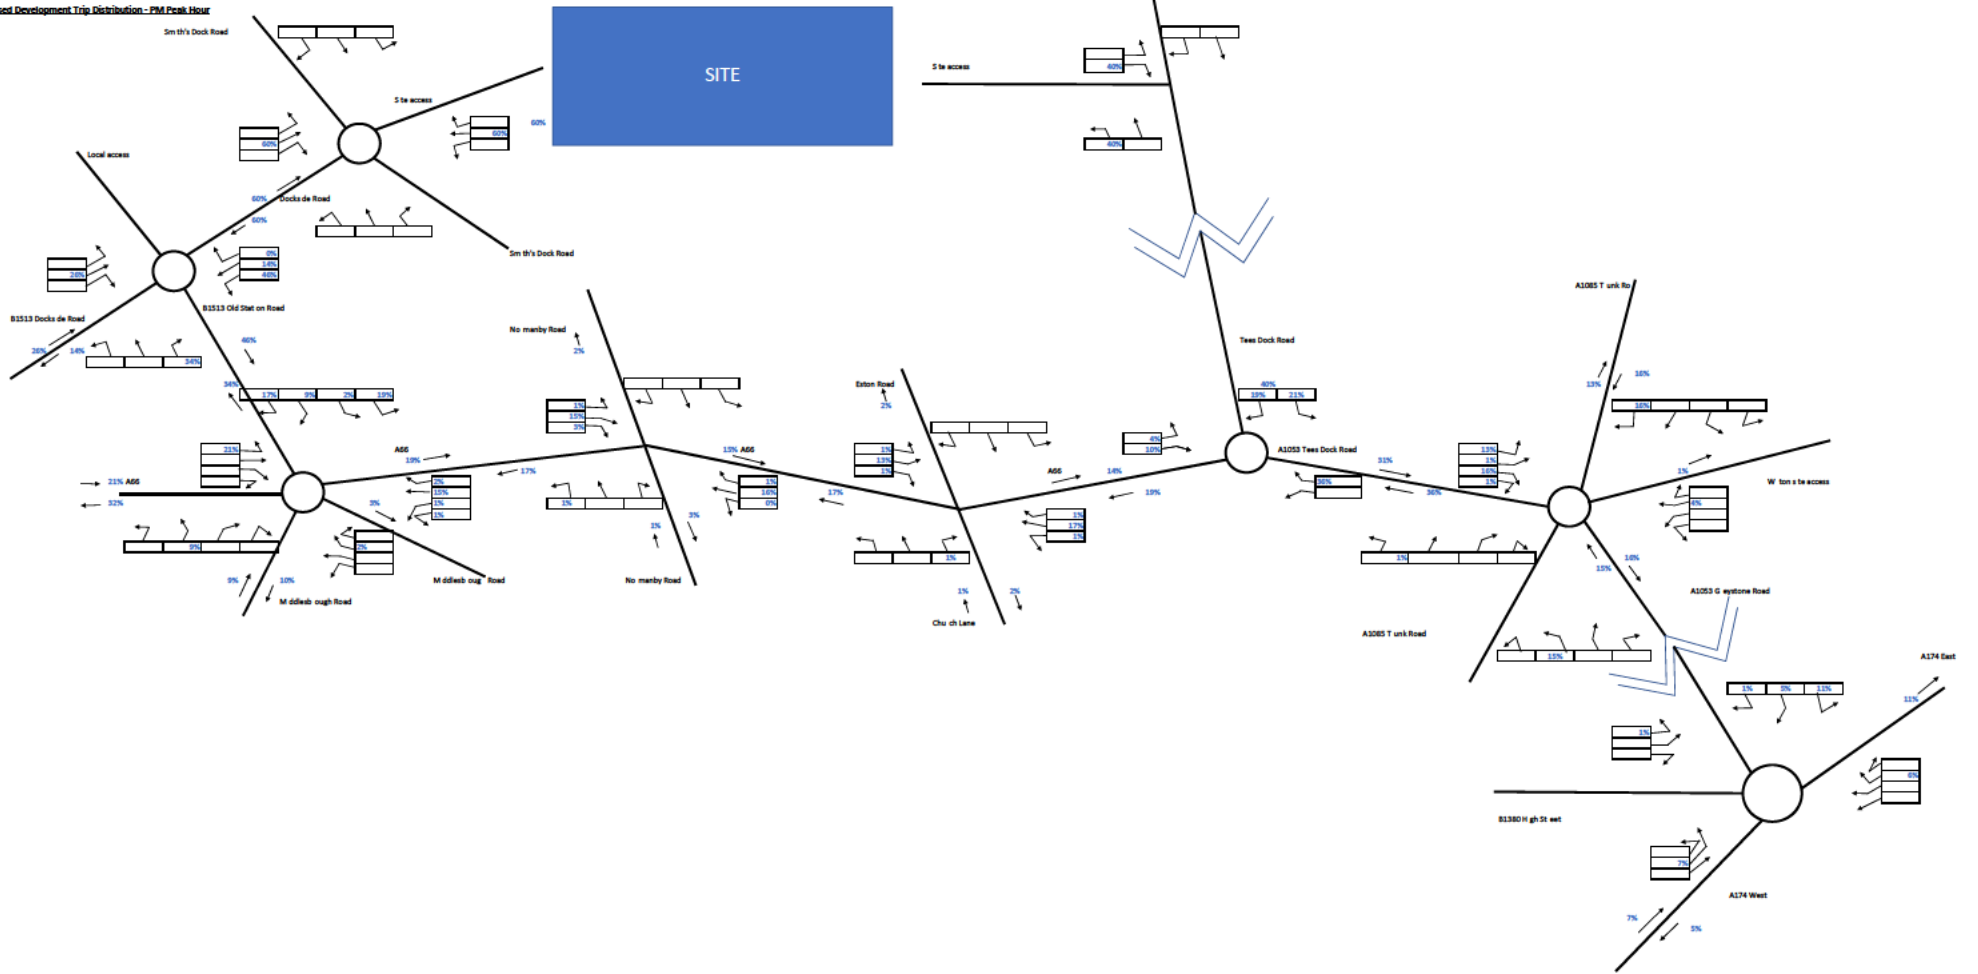 sed Development Trip Distribution - PM Peak Hour
Sm th's Dock Road
SITE
S te access
40%
S te access
60%
60%
60%
40%
Local access
60%
Docks de Road
60%
Sm th's Dock Road
0%
14%
46%
26%
B1513 Old Stat on Road
B1513 Docks de Road
26%
14%
34%
46%
34%
17% 9% 2% 19%
No manby Road
2%
Tees Dock Road
A1085 T unk Ro
Eston Road
2%
40%
19% 21%
13%
16%
16%
1%
15%
3%
21%
A66
19%
17%
15% A66
1%
13%
1%
4%
10%
A1053 Tees Dock Road
31%
36%
36%
13%
1%
16%
1%
1%
W ton s te access
21% A66
32%
2%
15%
1%
1%
3%
1%
1%
3%
1%
16%
0%
17%
A66
14%
19%
1%
17%
1%
4%
9%
2%
1%
1%
9%
10%
M ddlesb oug Road
M ddlesb ough Road
No manby Road
1%
2%
Chu ch Lane
16%
15%
A1053 G eystone Road
A1085 T unk Road
15%
A174 East
1% 5% 11%
11%
1%
6%
B1380 H gh St eet
7%
A174 West
7%
5%